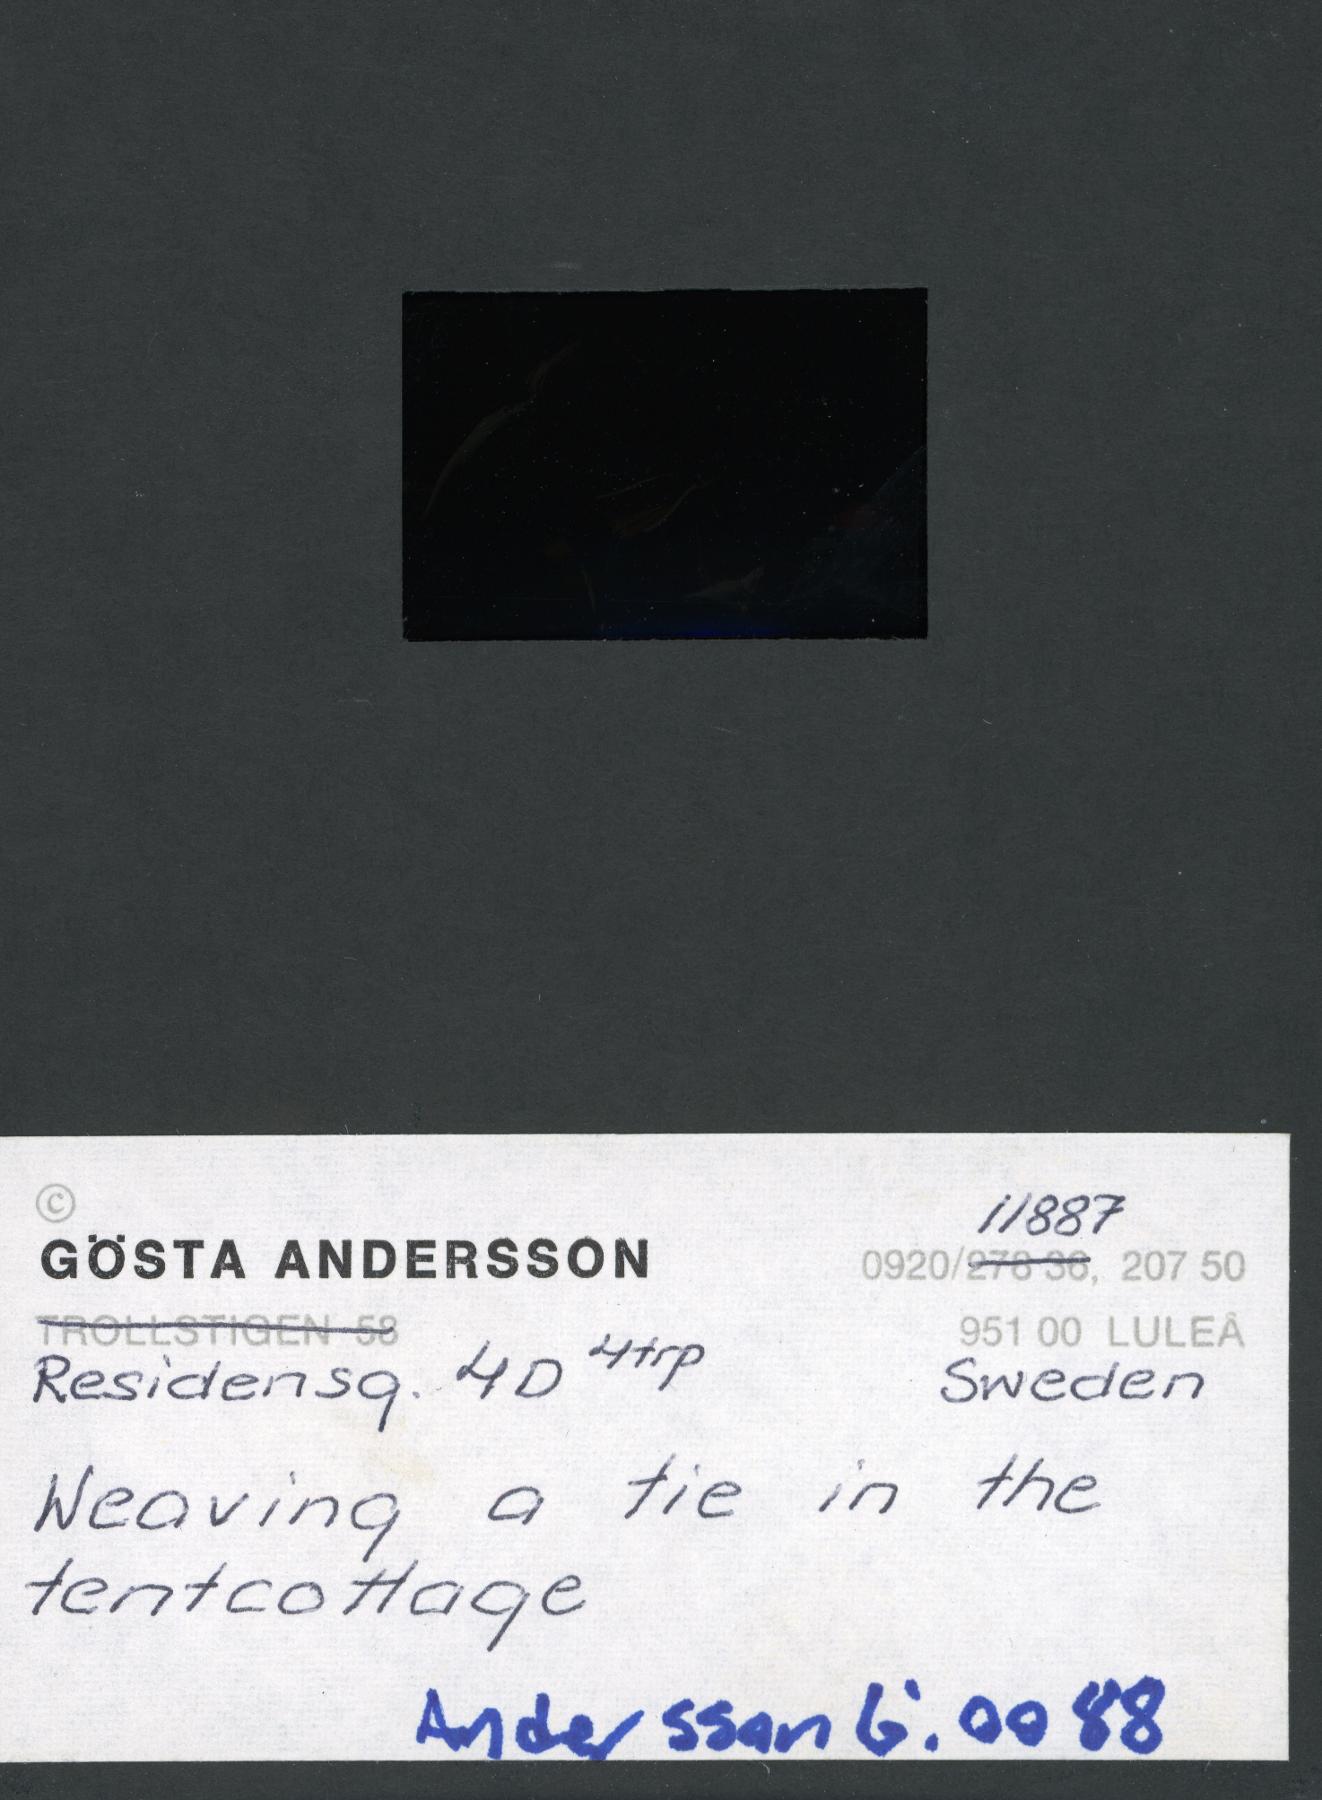 ©
11887
GÖSTA ANDERSSON
0920/278 36, 207 50
TROLLSTIGEN 58
951 00 LULEÅ
Residensg. 4D 4trp
Sweden
Weaving a tie in the
tentcottage
Andersson G. 0088